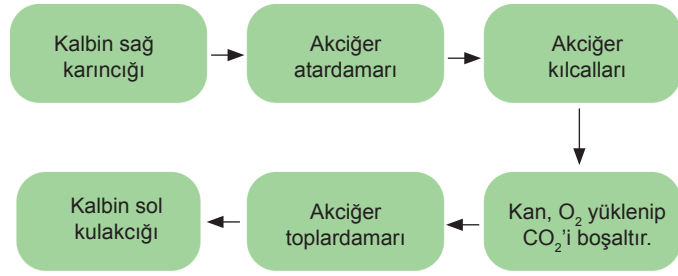 Kalbin sağ
karıncığı
Akciğer
atardamarı
Akciğer
kılcalları
Kan, O₂ yüklenip
CO₂'i boşaltır.
Akciğer
toplardamarı
Kalbin sol
kulakcığı